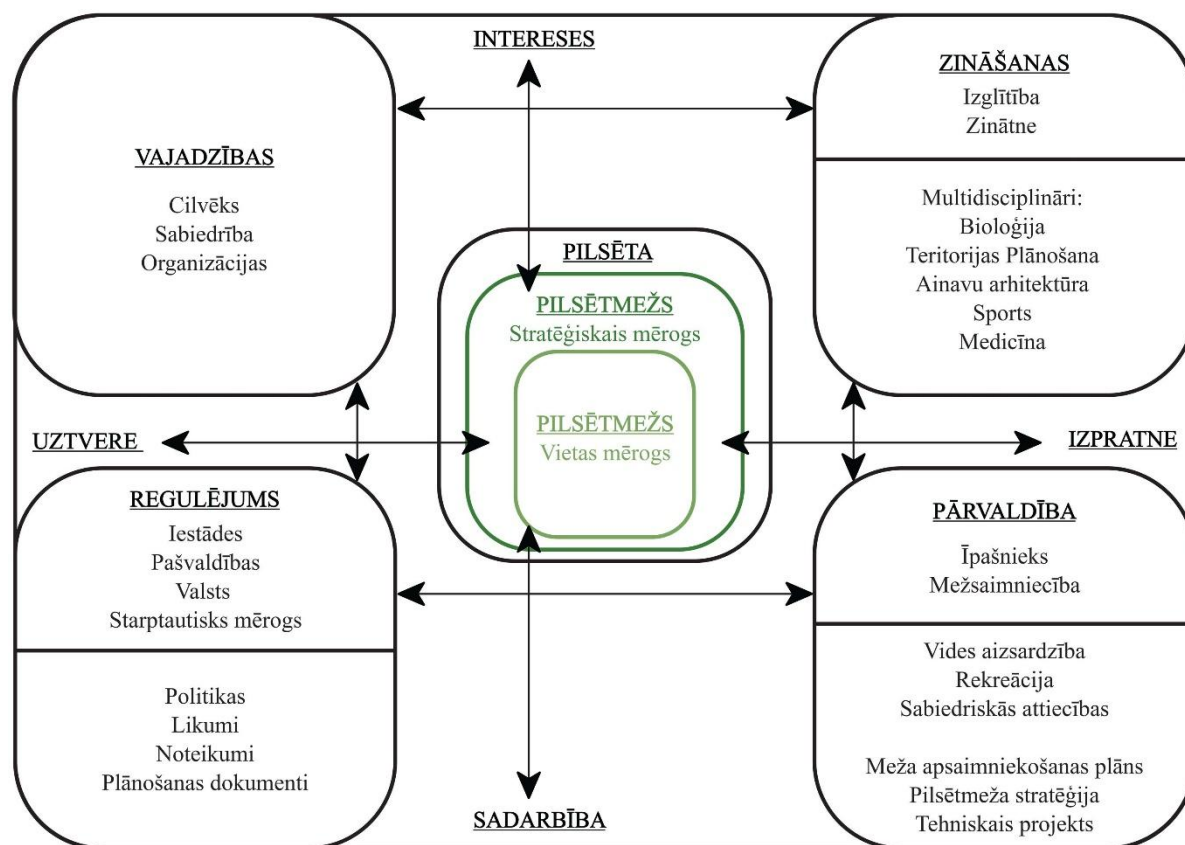 INTERESES
VAJADZĪBAS
Cilvēks
Sabiedrība
Organizācijas
ZINĀŠANAS
Izglītība
Zinātne
Multidisciplināri:
Bioloģija
Teritorijas Plānošana
Ainavu arhitektūra
Sports
Medicīna
PILSĒTA
PILSĒTMEŽS
Stratēģiskais mērogs
PILSĒTMEŽS
Vietas mērogs
UZTVERE
IZPRATNE
REGULĒJUMS
Iestādes
Pašvaldības
Valsts
Starptautisks mērogs
Politikas
Likumi
Noteikumi
Plānošanas dokumenti
PĀRVALDĪBA
Īpašnieks
Mežsaimniecība
Vides aizsardzība
Rekreācija
Sabiedriskās attiecības
Meža apsaimniekošanas plāns
Pilsētmeža stratēģija
Tehniskais projekts
SADARBĪBA